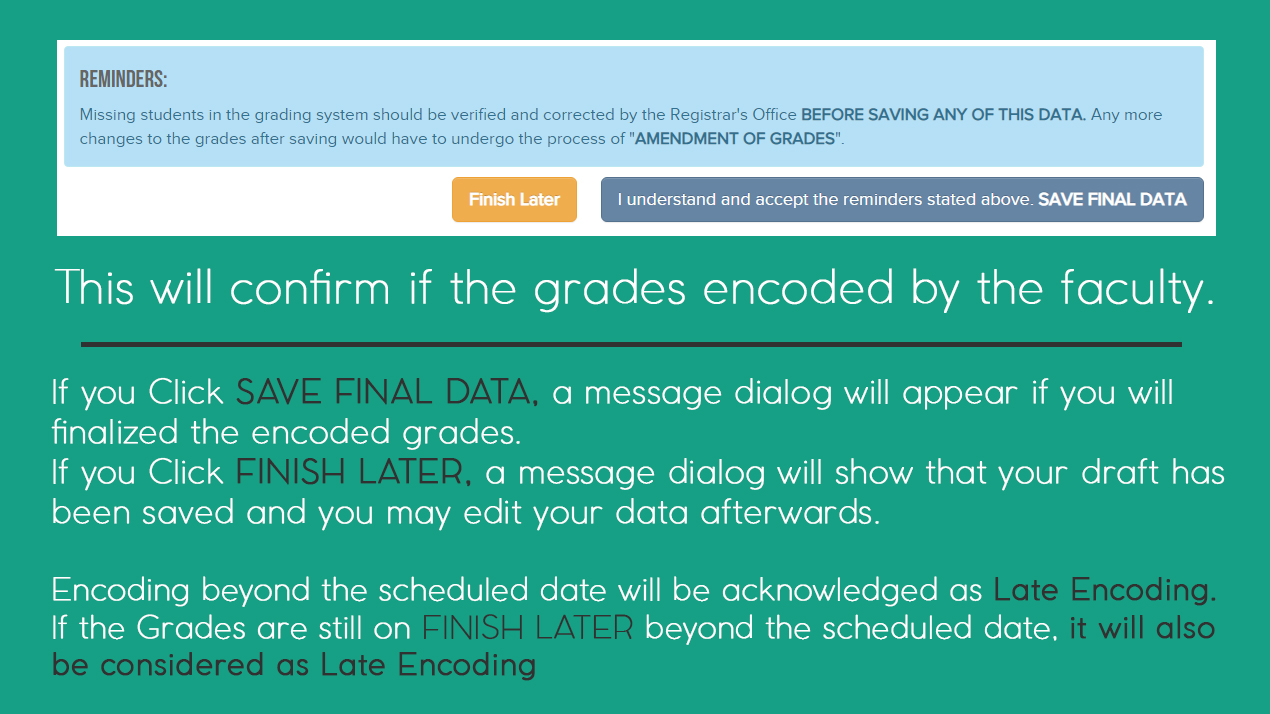 REMINDERS:
Missing students in the grading system should be verified and corrected by the Registrar's Office BEFORE SAVING ANY OF THIS DATA. Any more
changes to the grades after saving would have to undergo the process of "AMENDMENT OF GRADES".
Finish Later
I understand and accept the reminders stated above. SAVE FINAL DATA
This will confirm if the grades encoded by the faculty.
If you Click SAVE FINAL DATA, a message dialog will appear if you will
finalized the encoded grades.
If you Click FINISH LATER, a message dialog will show that your draft has
been saved and you may edit your data afterwards.
Encoding beyond the scheduled date will be acknowledged as Late Encoding.
If the Grades are still on FINISH LATER beyond the scheduled date, it will also
be considered as Late Encoding